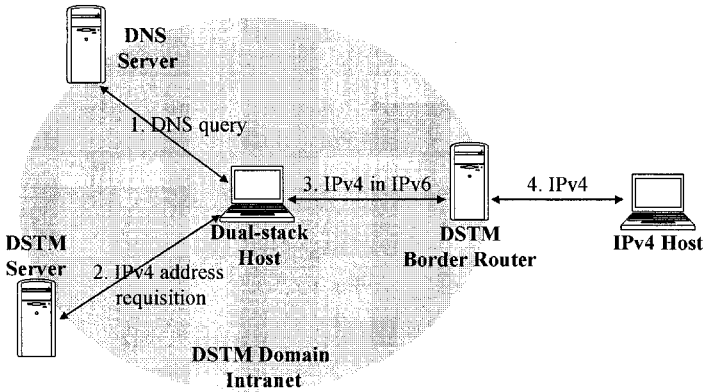 DNS
Server
1. DNS query
3. IPv4 in IPv6
4. IPv4
DSTM
Server
Dual-stack
Host
DSTM
Border Router
IPv4 Host
2. IPv4 address
requisition
DSTM Domain
Intranet